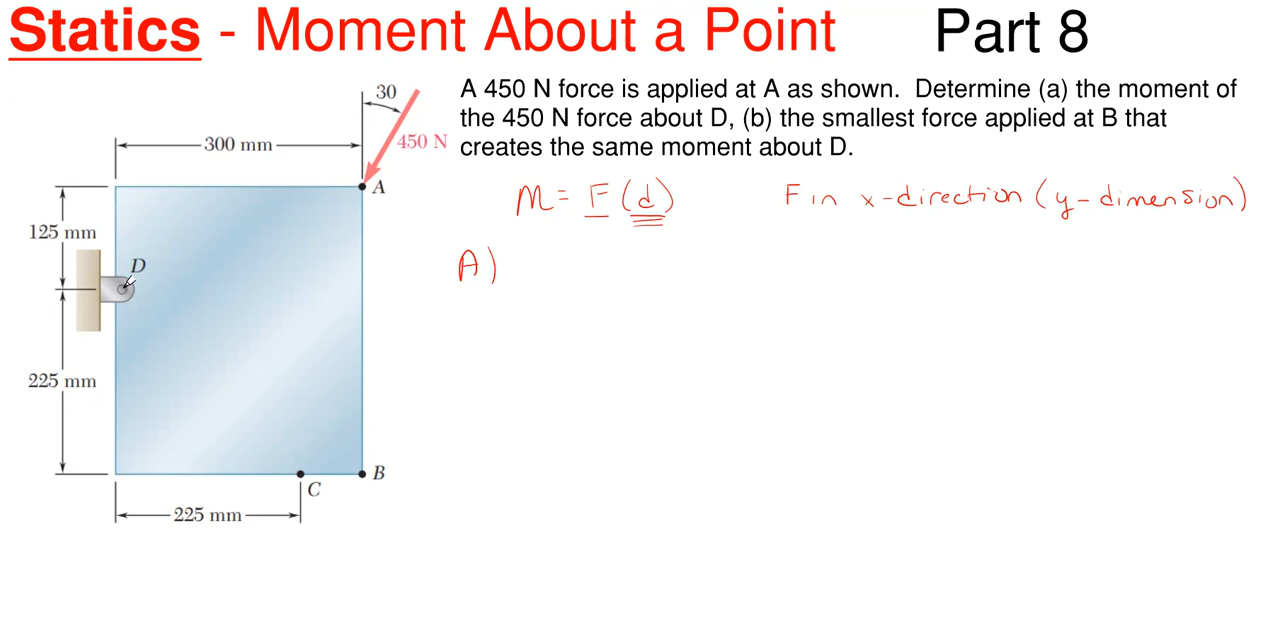 Statics - Moment About a Point Part 8
A 450 N force is applied at A as shown. Determine (a) the moment of
the 450 N force about D, (b) the smallest force applied at B that
creates the same moment about D.
M = F (d) F in x-direction (y-dimension)
A)
30
450 N
300 mm
A
125 mm
D
225 mm
B
C
225 mm